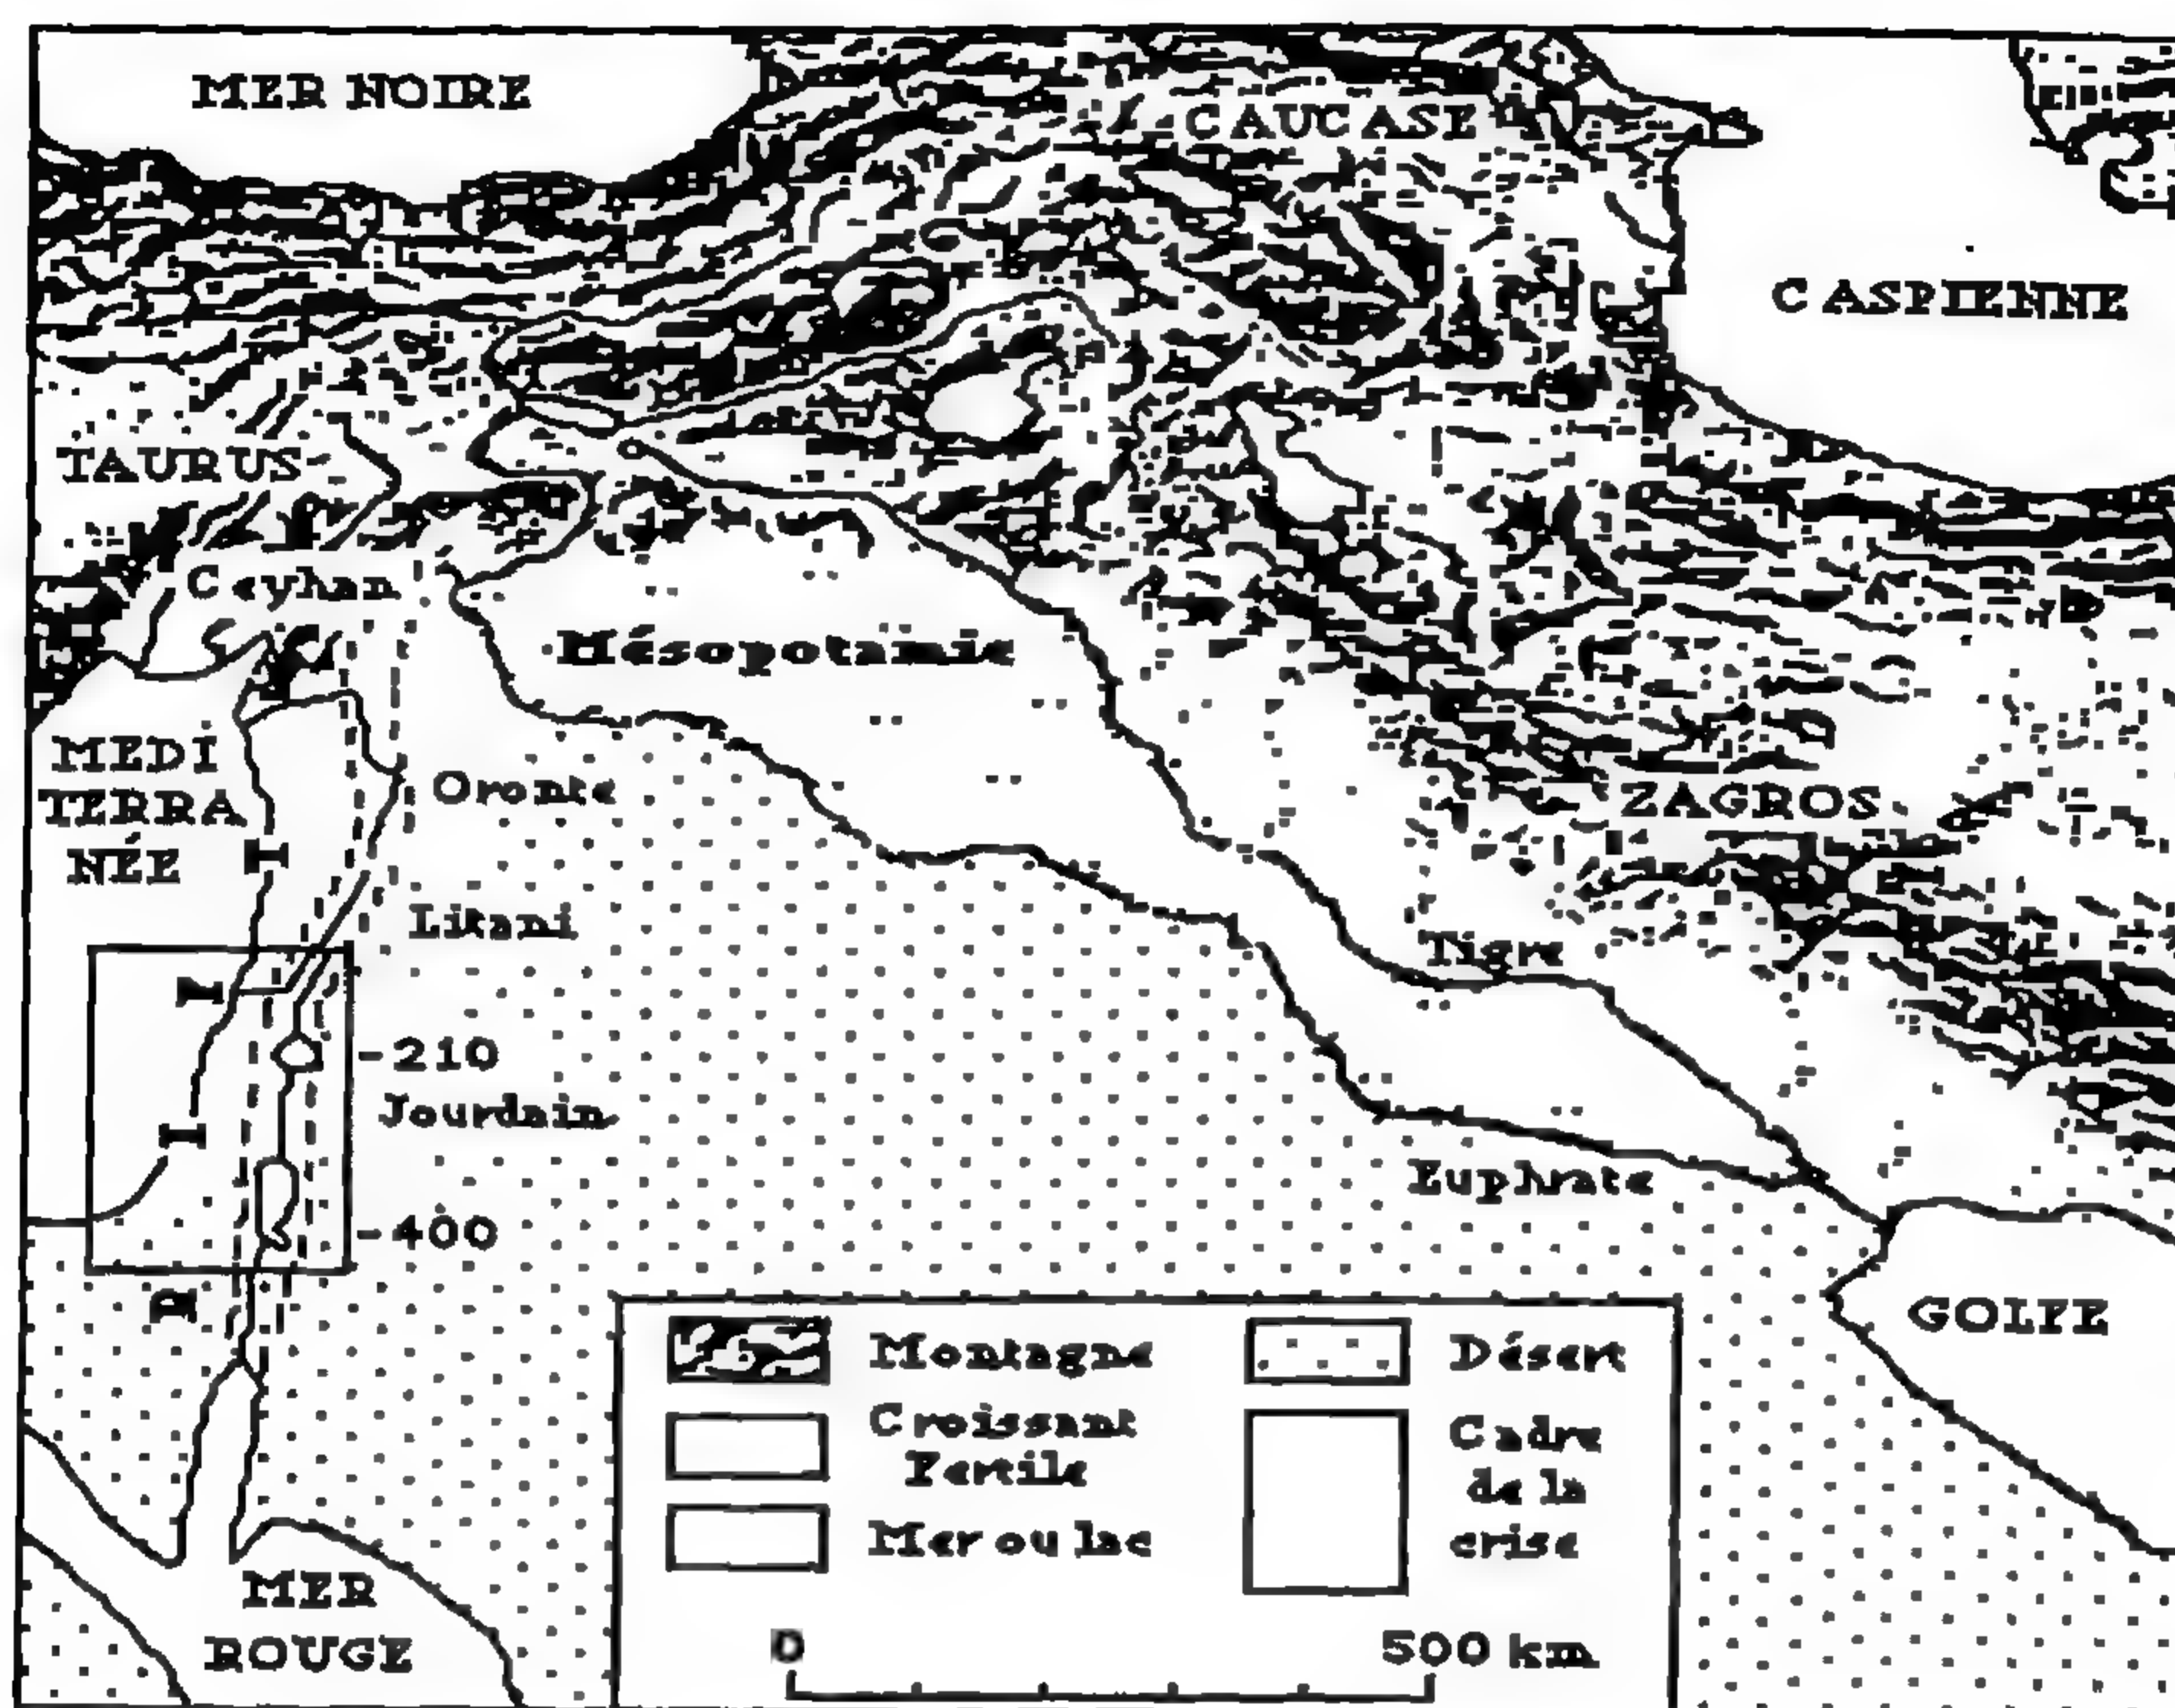 MER NOIRE
CAUCASE
CASPIENNE
TAURUS
Ceyhan
Mésopotamie
MEDI
TERRA
NÉE
Oronte
ZAGROS
Litani
Tigre
-210
Jourdain
Euphrate
-400
GOLFE
Montagne
Désert
Croissant
Fertile
Cadre
de la
crise
Mer ou lac
MER
ROUGE
0
500 km